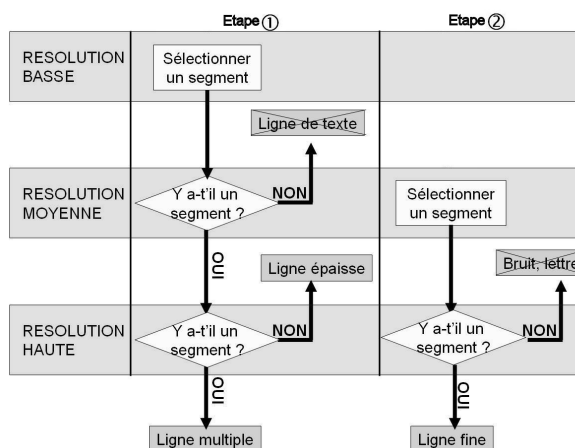 Etape ① Etape ②
RESOLUTION
BASSE
Sélectionner
un segment
Ligne de texte
RESOLUTION
MOYENNE
Y a-t'il un
segment ?
NON
Sélectionner
un segment
OUI
Ligne épaisse
Bruit, lettre
RESOLUTION
HAUTE
Y a-t'il un
segment ?
NON
Y a-t'il un
segment ?
NON
OUI
OUI
Ligne multiple
Ligne fine